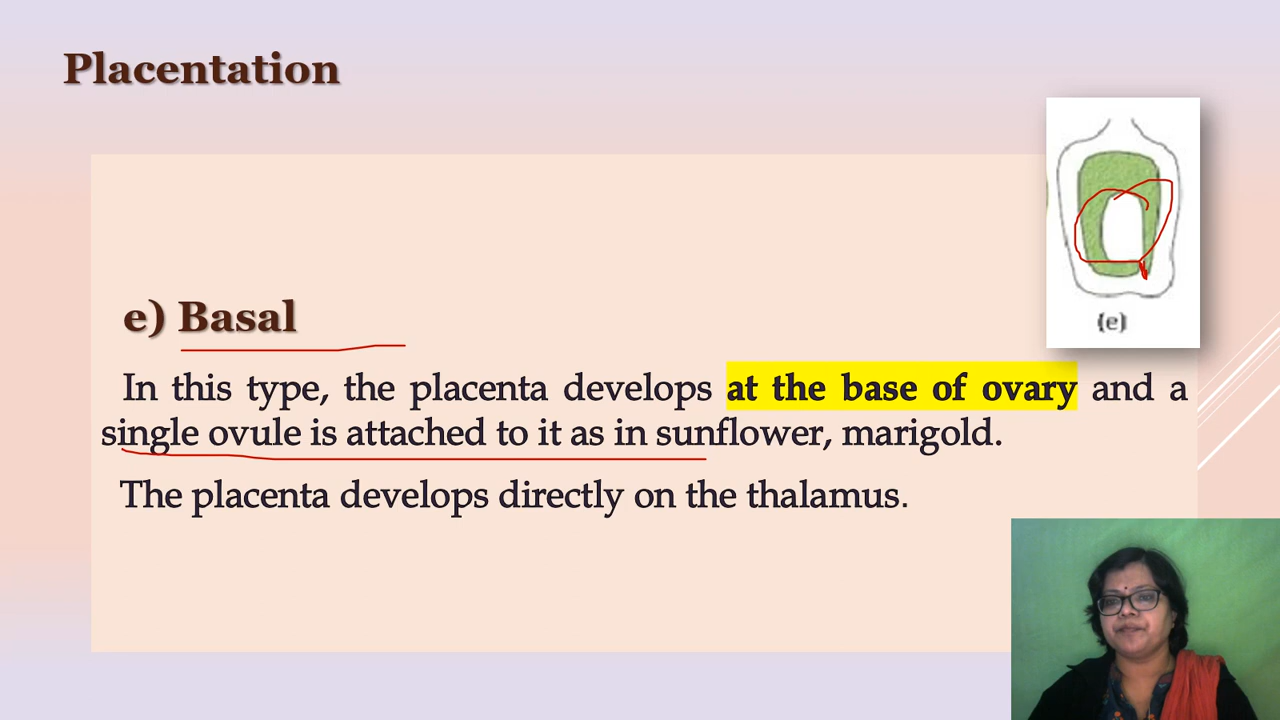 Placentation
(e)
e) Basal
In this type, the placenta develops at the base of ovary and a
single ovule is attached to it as in sunflower, marigold.
The placenta develops directly on the thalamus.